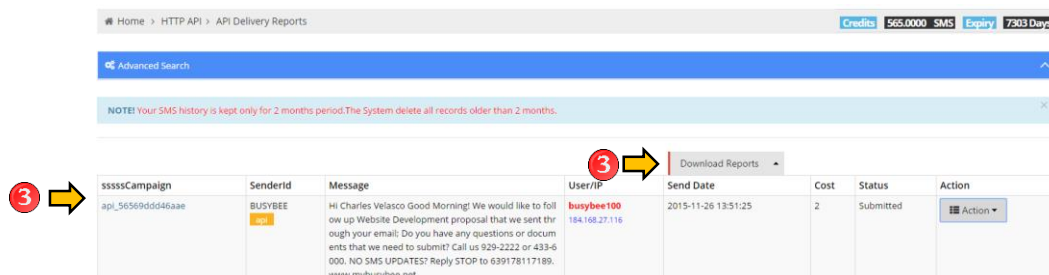 Home > HTTP API > API Delivery Reports
Credits 565.0000 SMS Expiry 7303 Days
Advanced Search
NOTE! Your SMS history is kept only for 2 months period.The System delete all records older than 2 months.
3
Download Reports
3
sssssCampaign SenderId Message User/IP Send Date Cost Status Action
api_56569ddd46aae BUSYBEE Hi Charles Velasco Good Morning! We would like to foll busybee100 2015-11-26 13:51:25 2 Submitted Action
api ow up Website Development proposal that we sent thr 184.168.27.116
ough your email; Do you have any questions or docum
ents that we need to submit? Call us 929-2222 or 433-6
000. NO SMS UPDATES? Reply STOP to 639178117189.
www.mybusybee.net